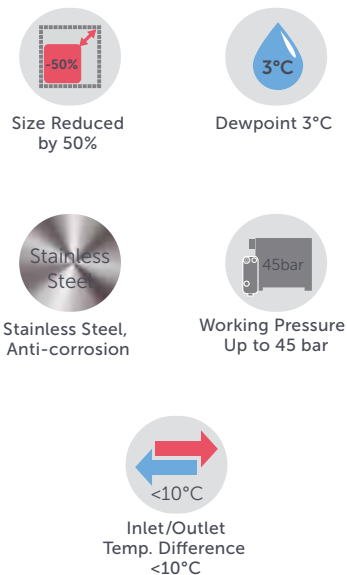 -50%
Size Reduced
by 50%
3°C
Dewpoint 3°C
Stainless
Steel
Stainless Steel,
Anti-corrosion
45bar
Working Pressure
Up to 45 bar
<10°C
Inlet/Outlet
Temp. Difference
<10°C